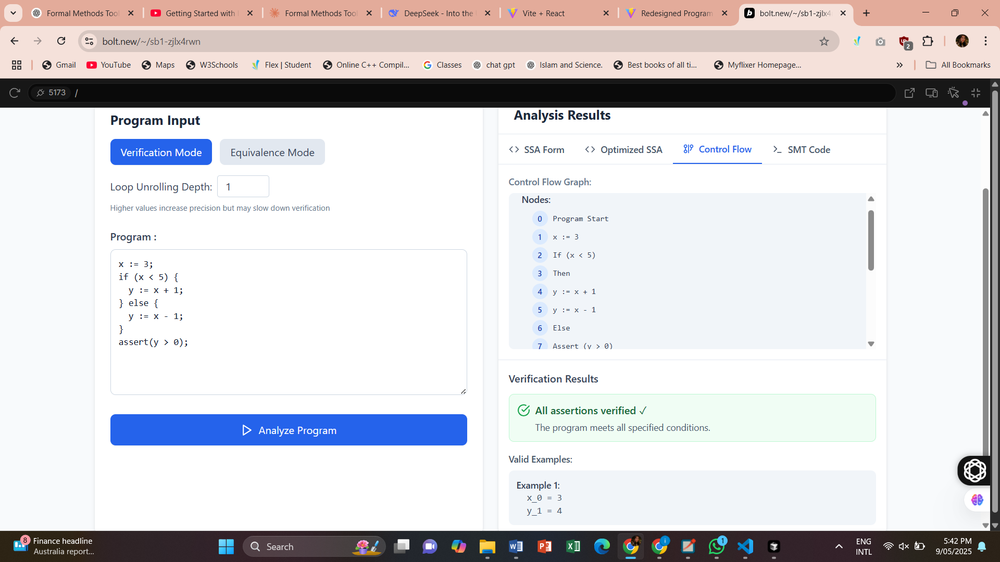 Formal Methods Tool
Getting Started with
Formal Methods Tool
DeepSeek - Into the
Vite + React
Redesigned Program
bolt.new/~/sb1-zjlx4
bolt.new/~/sb1-zjlx4rwn
2
Gmail
YouTube
Maps
W3Schools
Flex | Student
Online C++ Compil...
Classes
chat gpt
Islam and Science.
Best books of all ti...
Myflixer Homepage...
All Bookmarks
5173 /
Program Input
Verification Mode
Equivalence Mode
Loop Unrolling Depth: 1
Higher values increase precision but may slow down verification
Program :
x := 3;
if (x < 5) {
y := x + 1;
} else {
y := x - 1;
}
assert(y > 0);
Analyze Program
Analysis Results
<> SSA Form
<> Optimized SSA
Control Flow
SMT Code
Control Flow Graph:
Nodes:
0 Program Start
1 x := 3
2 If (x < 5)
3 Then
4 y := x + 1
5 y := x - 1
6 Else
7 Assert (y > 0)
Verification Results
All assertions verified ✓
The program meets all specified conditions.
Valid Examples:
Example 1:
x_0 = 3
y_1 = 4
8
Finance headline
Australia report...
Search
1
ENG
INTL
5:42 PM
9/05/2025